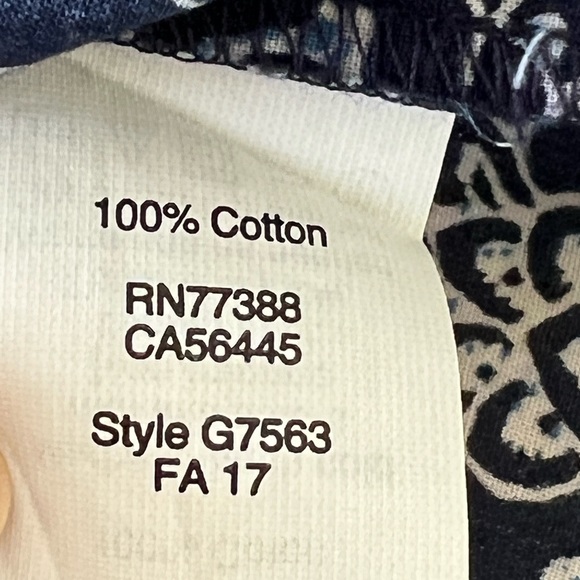 100% Cotton
RN77388
CA56445
Style G7563
FA 17